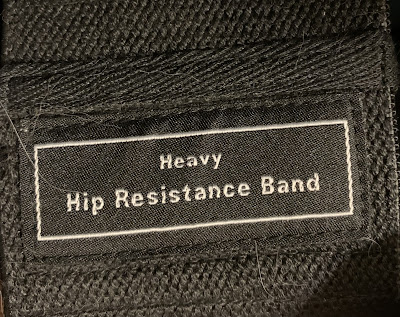 Heavy
Hip Resistance Band